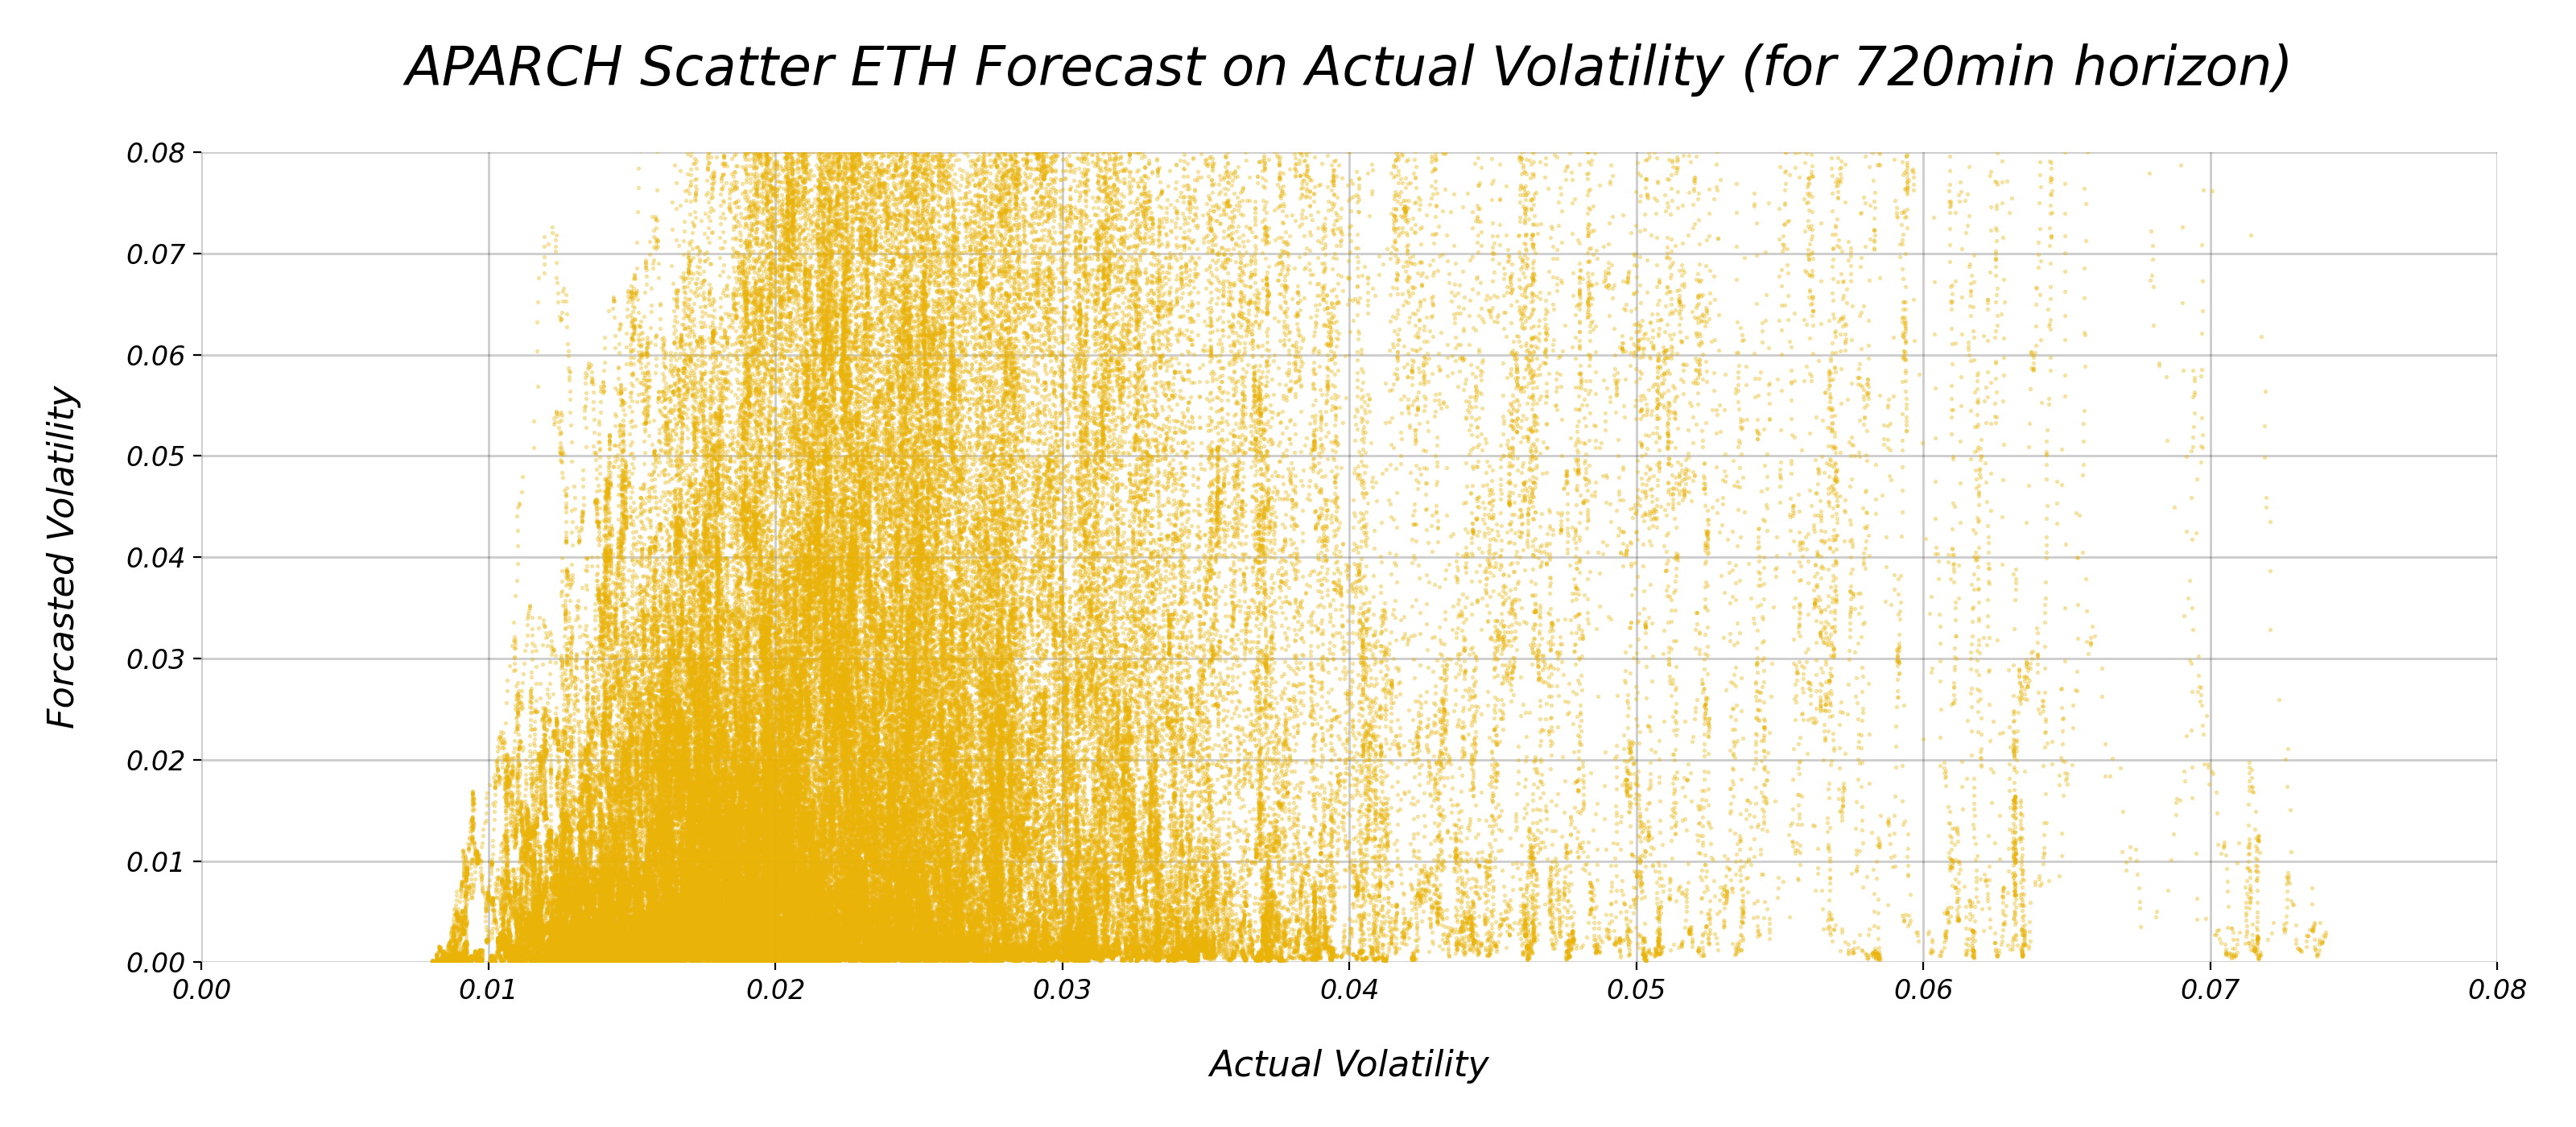 APARCH Scatter ETH Forecast on Actual Volatility (for 720min horizon)
0.08
0.07
0.06
0.05
0.04
0.03
0.02
0.01
0.00
Forcasted Volatility
0.00 0.01 0.02 0.03 0.04 0.05 0.06 0.07 0.08
Actual Volatility